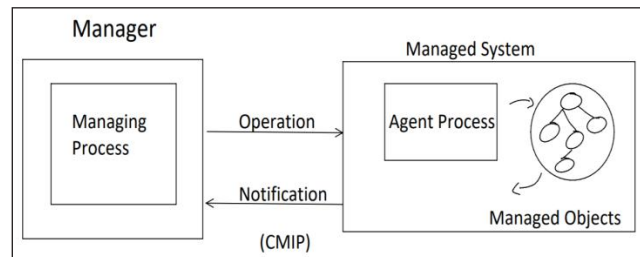 Manager
Managed System
Managing
Process
Operation
Agent Process
Notification
Managed Objects
(CMIP)